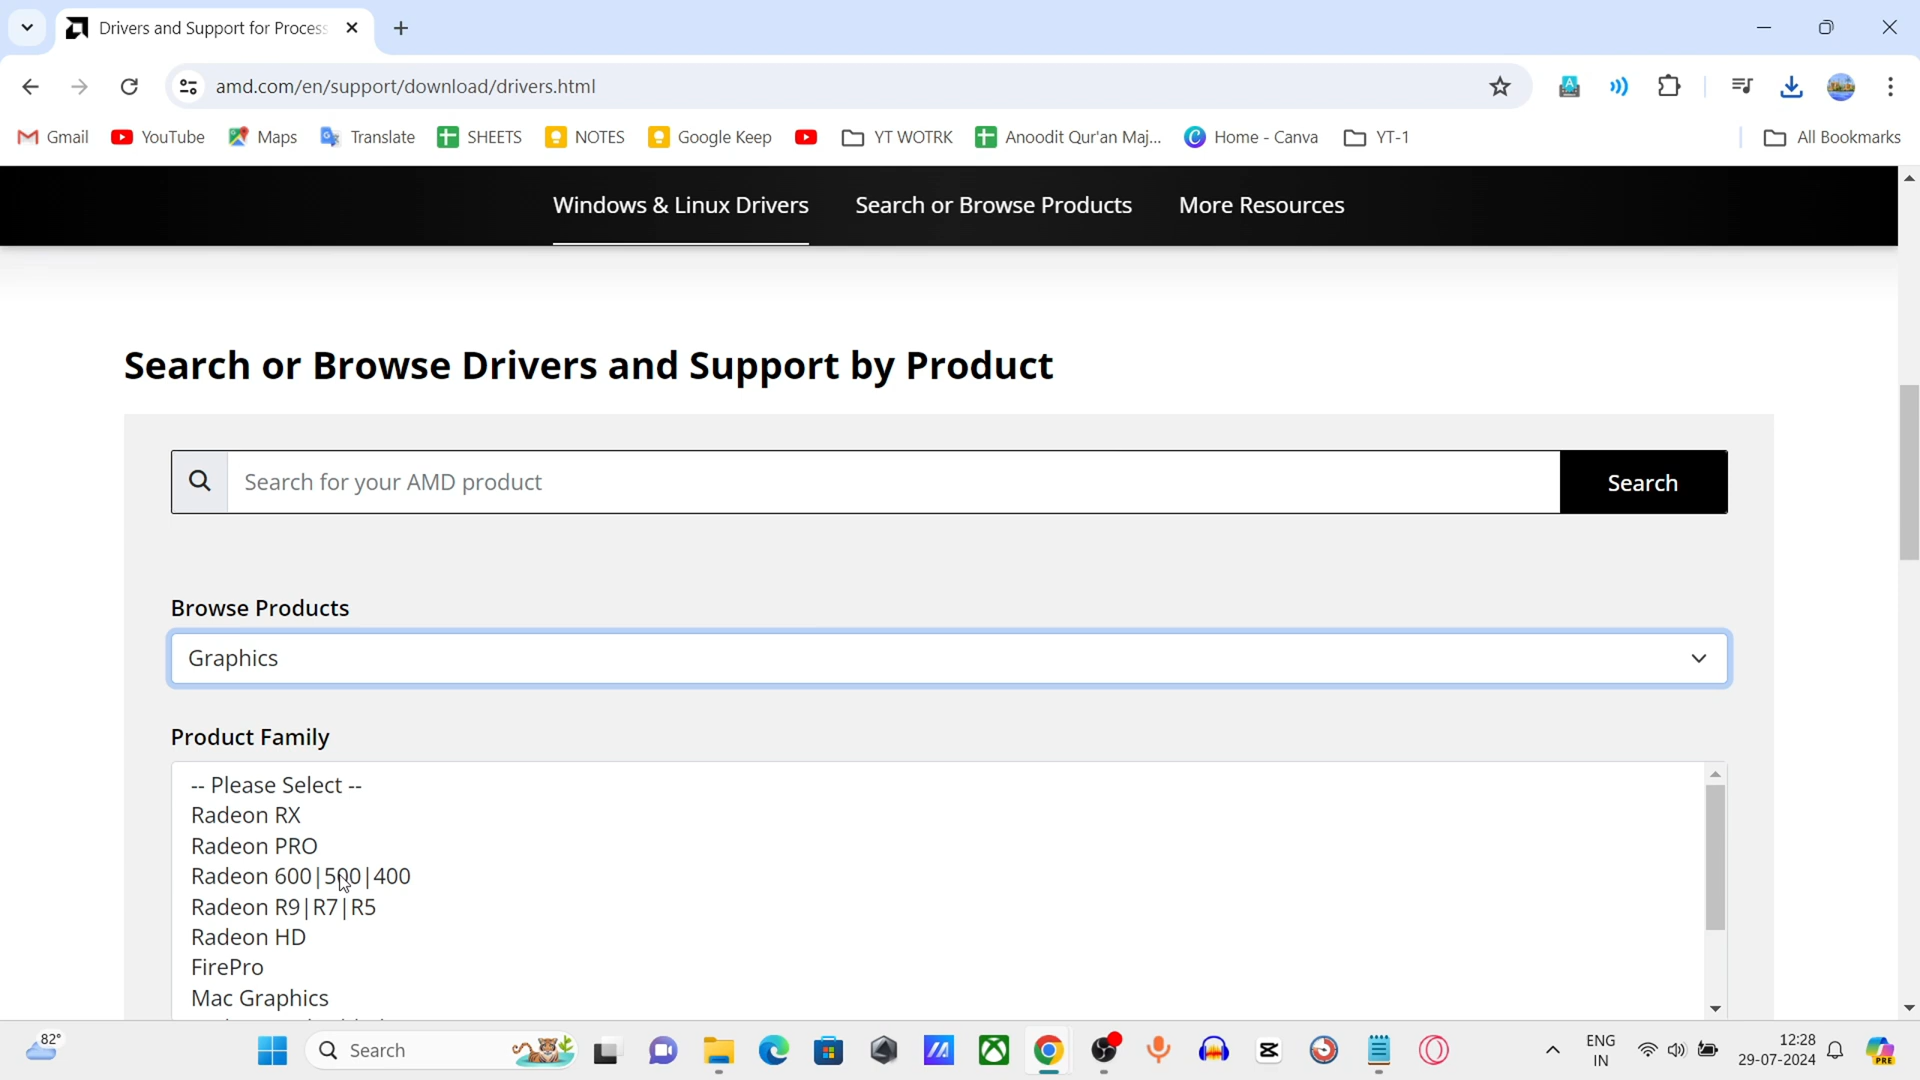 Drivers and Support for Process
amd.com/en/support/download/drivers.html
Gmail YouTube Maps Translate SHEETS NOTES Google Keep YT WOTRK Anoodit Qur'an Maj... Home - Canva YT-1 All Bookmarks
Windows & Linux Drivers Search or Browse Products More Resources
Search or Browse Drivers and Support by Product
Search for your AMD product Search
Browse Products
Graphics
Product Family
-- Please Select --
Radeon RX
Radeon PRO
Radeon 600|500|400
Radeon R9|R7|R5
Radeon HD
FirePro
Mac Graphics
82°
Search
ENG
IN
12:28
29-07-2024
PRE